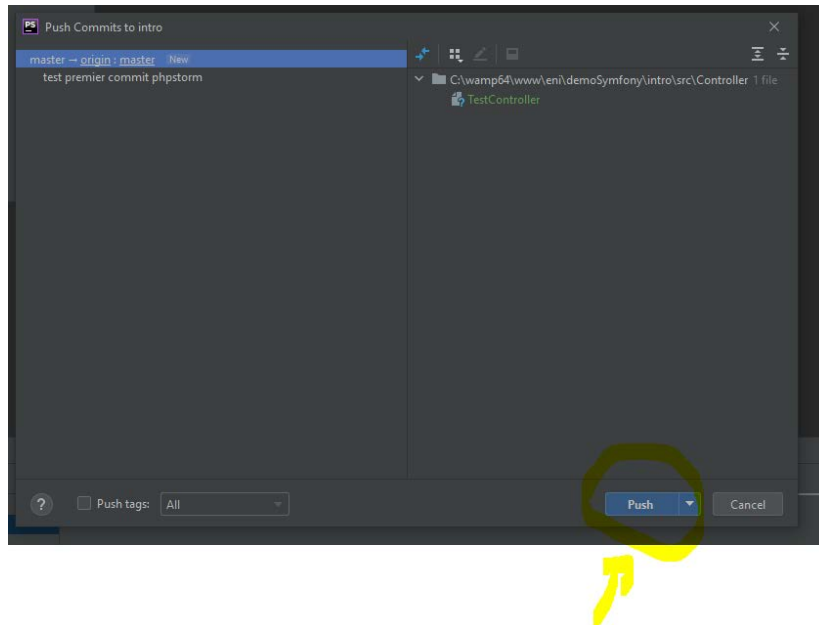 PS Push Commits to intro
master → origin : master New
test premier commit phpstorm
C:\wamp64\www\eni\demoSymfony\intro\src\Controller 1 file
TestController
? Push tags: All
Push Cancel